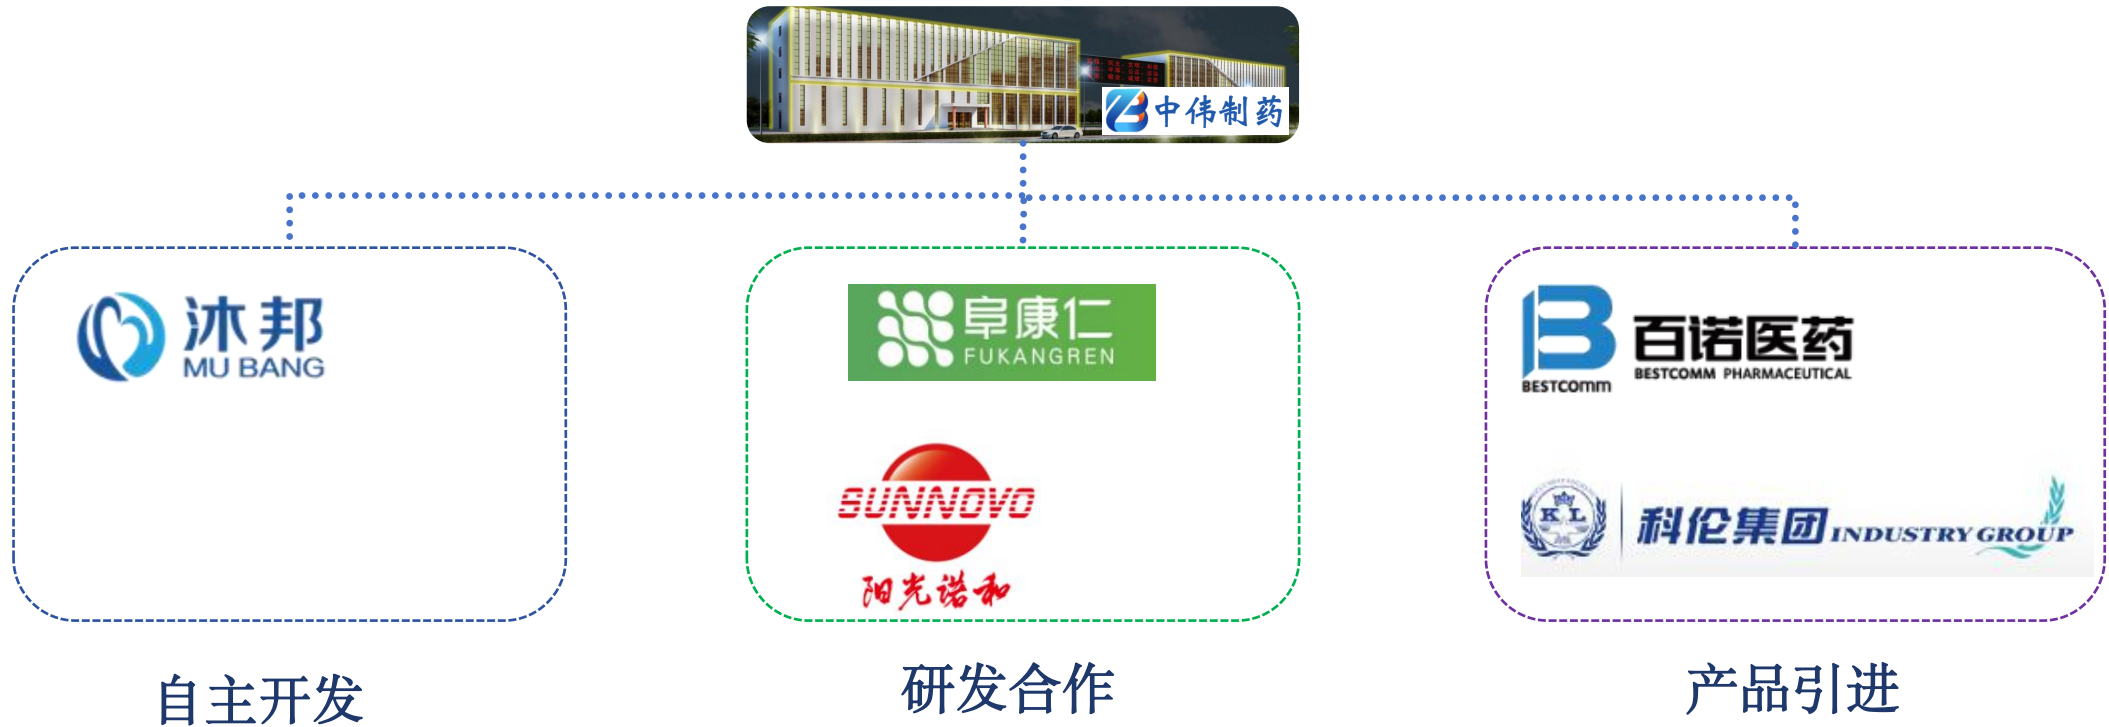 中伟制药
沐邦
MU BANG
阜康仁
FUKANGREN
SUNNOVO
阳光诺和
BESTCOMM
百诺医药
BESTCOMM PHARMACEUTICAL
KL
科伦集团 INDUSTRY GROUP
自主开发
研发合作
产品引进